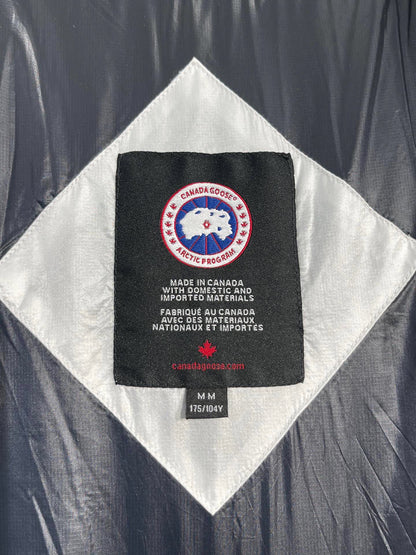 CANADA GOOSE®
ARCTIC PROGRAM
MADE IN CANADA
WITH DOMESTIC AND
IMPORTED MATERIALS
FABRIQUÉ AU CANADA
AVEC DES MATERIAUX
NATIONAUX ET IMPORTÉS
canadagoose.com
M M
175/104Y